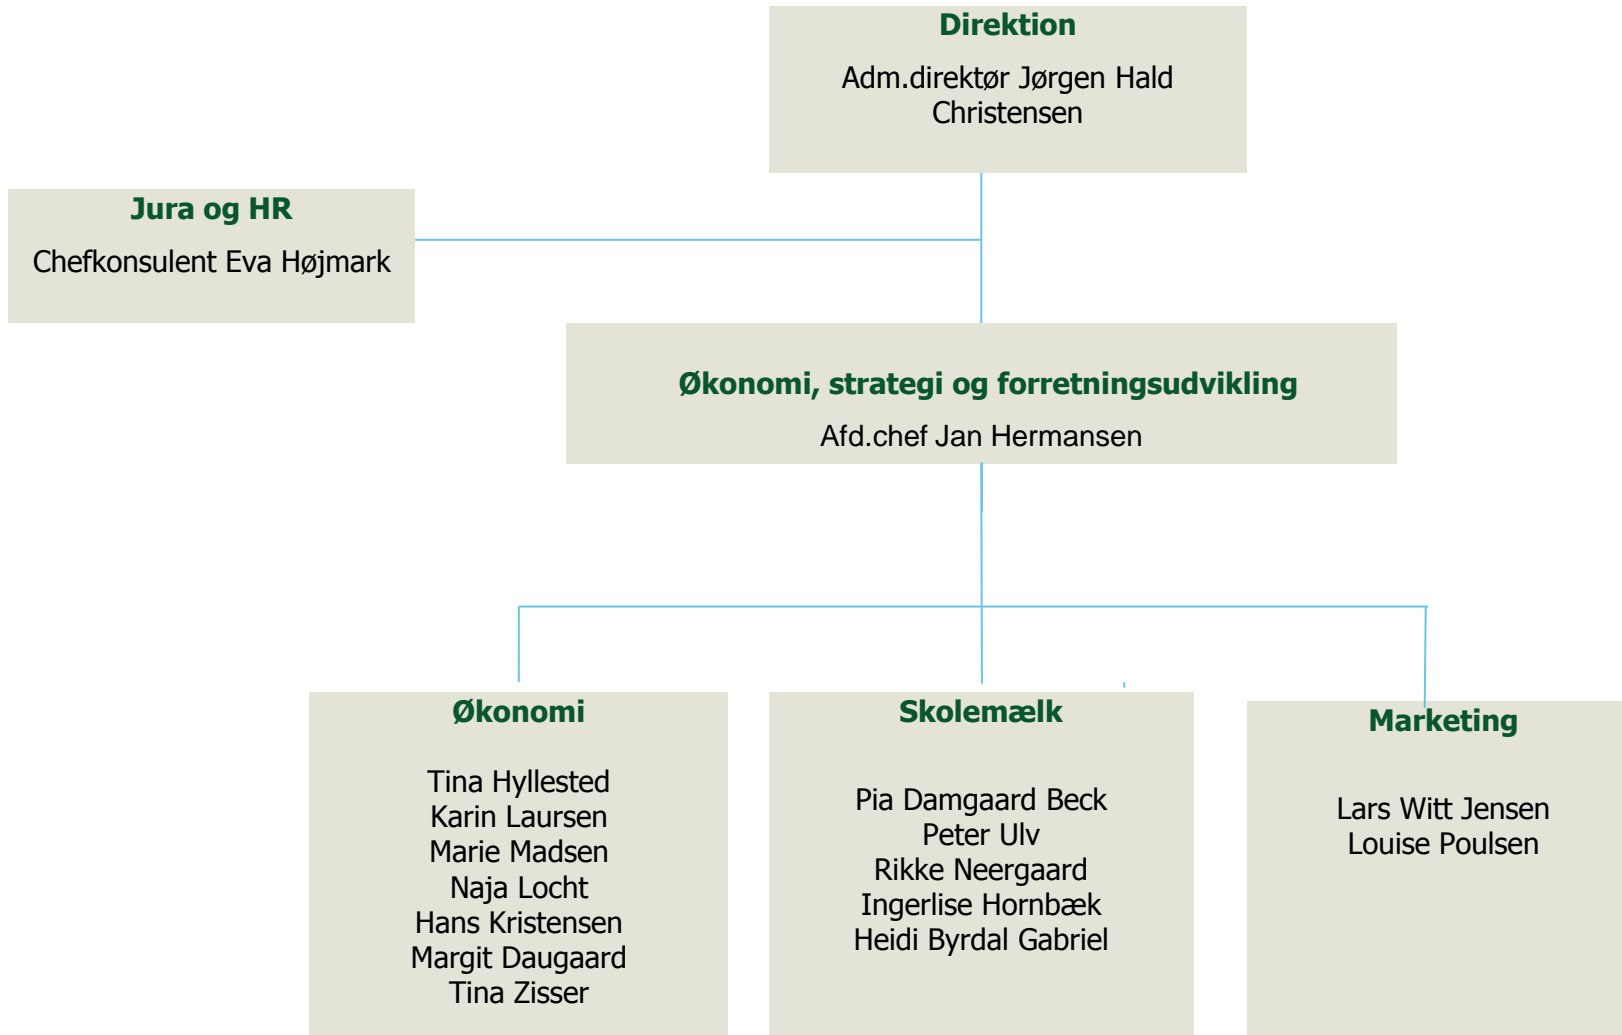 Direktion
Adm.direktør Jørgen Hald
Christensen
Jura og HR
Chefkonsulent Eva Højmark
Økonomi, strategi og forretningsudvikling
Afd.chef Jan Hermansen
Økonomi
Tina Hyllested
Karin Laursen
Marie Madsen
Naja Locht
Hans Kristensen
Margit Daugaard
Tina Zisser
Skolemælk
Pia Damgaard Beck
Peter Ulv
Rikke Neergaard
Ingerlise Hornbæk
Heidi Byrdal Gabriel
Marketing
Lars Witt Jensen
Louise Poulsen